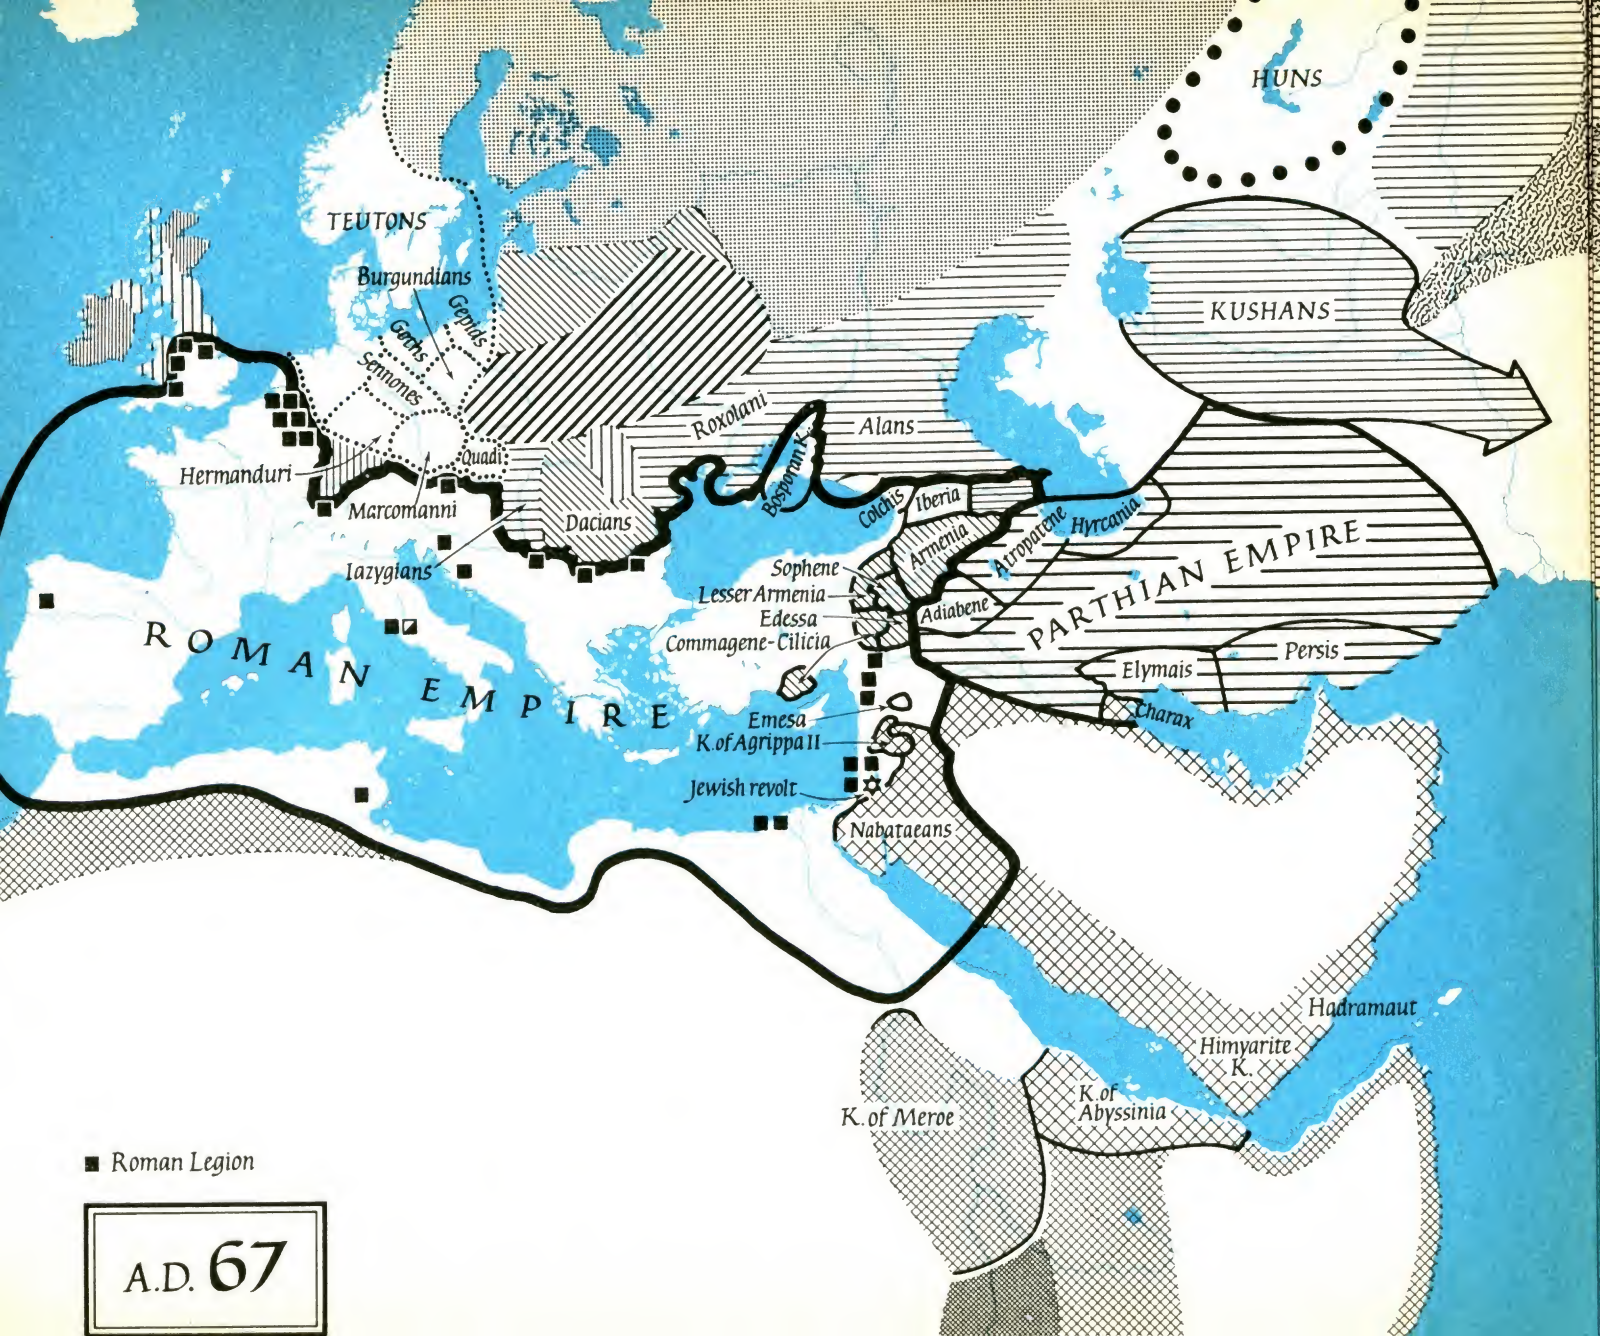 HUNS
TEUTONS
Burgundians
Gepids
Goths
Sennones
KUSHANS
Roxolani
Alans
Bosporan K.
Quadi
Hermanduri
Marcomanni
Dacians
Iazygians
Colchis
Iberia
Armenia
Atropatene
Hyrcania
PARTHIAN EMPIRE
Sophene
Lesser Armenia
Edessa
Commagene-Cilicia
Adiabene
Elymais
Persis
Charax
ROMAN EMPIRE
Emesa
K. of Agrippa II
Jewish revolt
Nabataeans
Hadramaut
Himyarite
K.
K. of
Abyssinia
K. of Meroe
Roman Legion
A.D. 67